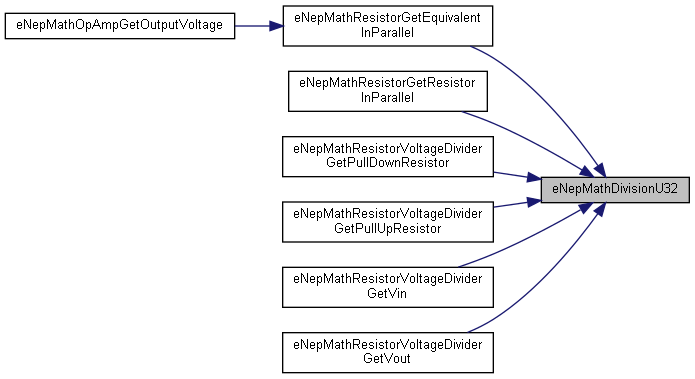 eNepMathOpAmpGetOutputVoltage
eNepMathResistorGetEquivalent
InParallel
eNepMathResistorGetResistor
InParallel
eNepMathResistorVoltageDivider
GetPullDownResistor
eNepMathDivisionU32
eNepMathResistorVoltageDivider
GetPullUpResistor
eNepMathResistorVoltageDivider
GetVin
eNepMathResistorVoltageDivider
GetVout